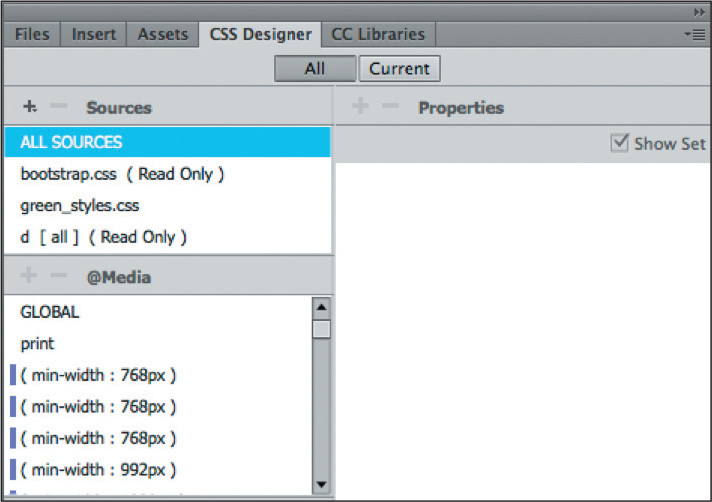 Files Insert Assets CSS Designer CC Libraries
All Current
Sources
ALL SOURCES
bootstrap.css ( Read Only )
green_styles.css
d [ all ] ( Read Only )
@Media
GLOBAL
print
( min-width : 768px )
( min-width : 768px )
( min-width : 768px )
( min-width : 992px )
Properties
Show Set